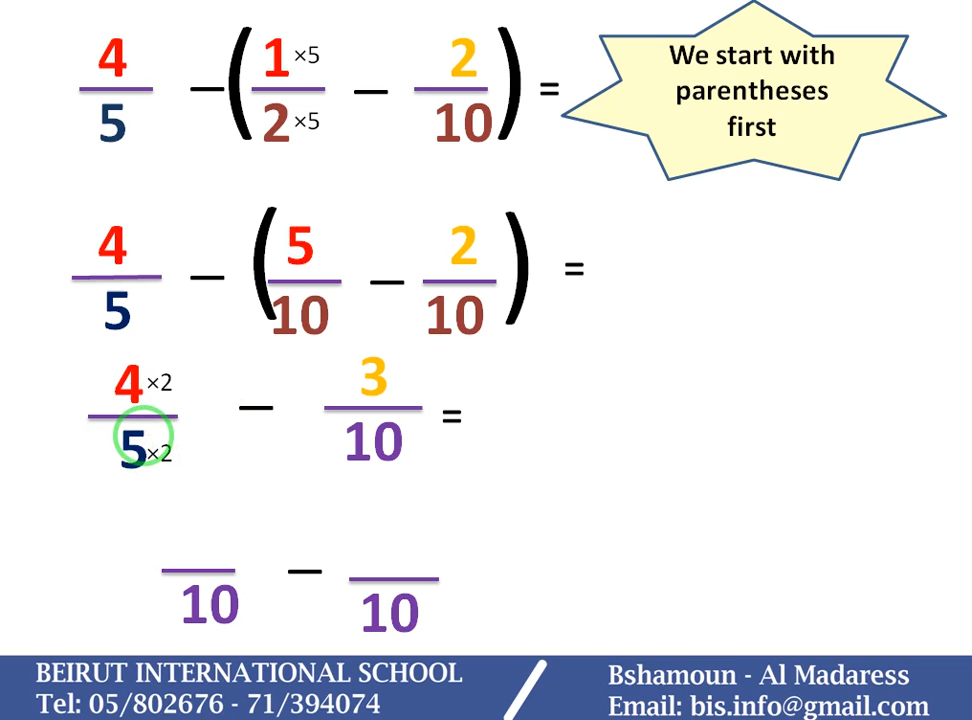 4/5 − (1×5/2×5 − 2/10) =
We start with
parentheses
first
4/5 − (5/10 − 2/10) =
4×2/5×2 − 3/10 =
/10 − /10
BEIRUT INTERNATIONAL SCHOOL
Tel: 05/802676 - 71/394074
Bshamoun - Al Madaress
Email: bis.info@gmail.com